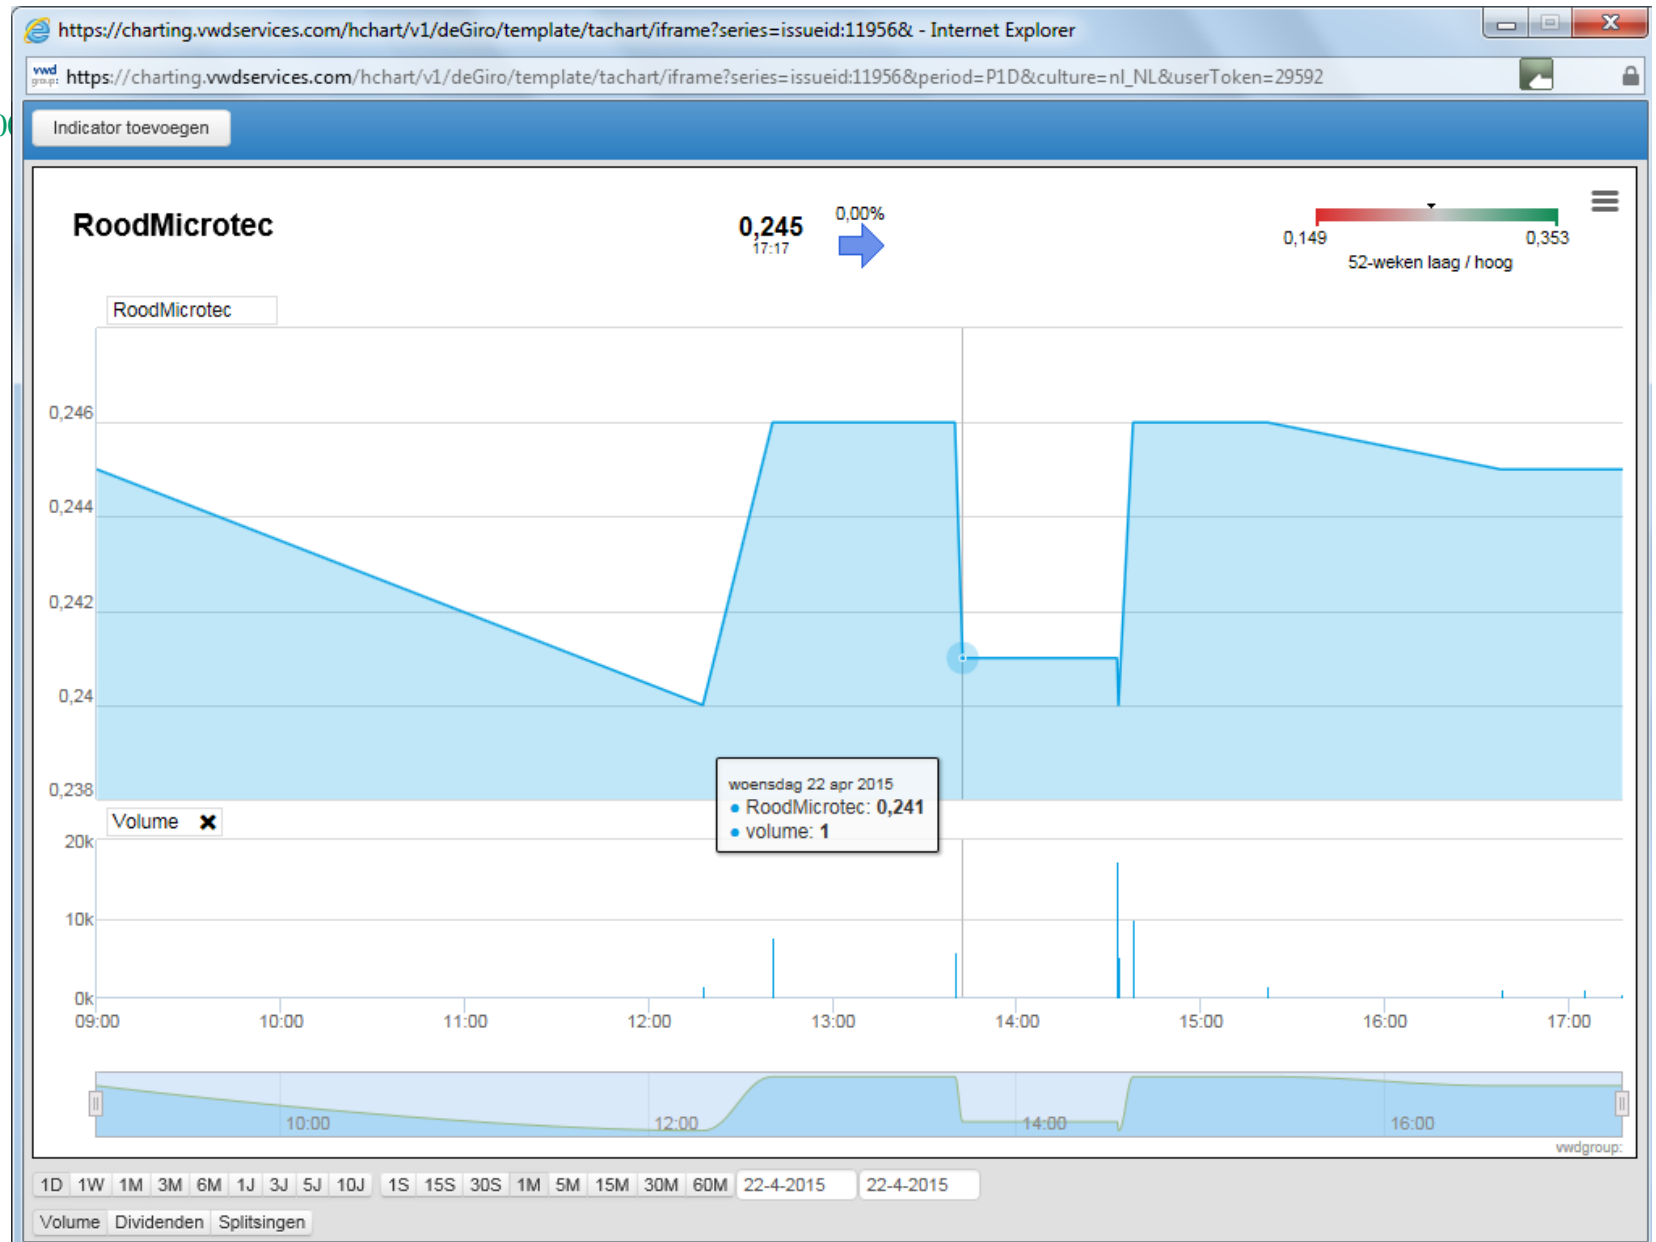 https://charting.vwdservices.com/hchart/v1/deGiro/template/tachart/iframe?series=issueid:11956& - Internet Explorer
vwd group: https://charting.vwdservices.com/hchart/v1/deGiro/template/tachart/iframe?series=issueid:11956&period=P1D&culture=nl_NL&userToken=29592
Indicator toevoegen
RoodMicrotec
0,245
17:17
0,00%
0,149 0,353
52-weken laag / hoog
RoodMicrotec
0,246
0,244
0,242
0,24
0,238
woensdag 22 apr 2015
RoodMicrotec: 0,241
volume: 1
Volume
20k
10k
0k
09:00 10:00 11:00 12:00 13:00 14:00 15:00 16:00 17:00
10:00 12:00 14:00 16:00
vwdgroup:
1D 1W 1M 3M 6M 1J 3J 5J 10J 1S 15S 30S 1M 5M 15M 30M 60M 22-4-2015 22-4-2015
Volume Dividenden Splitsingen